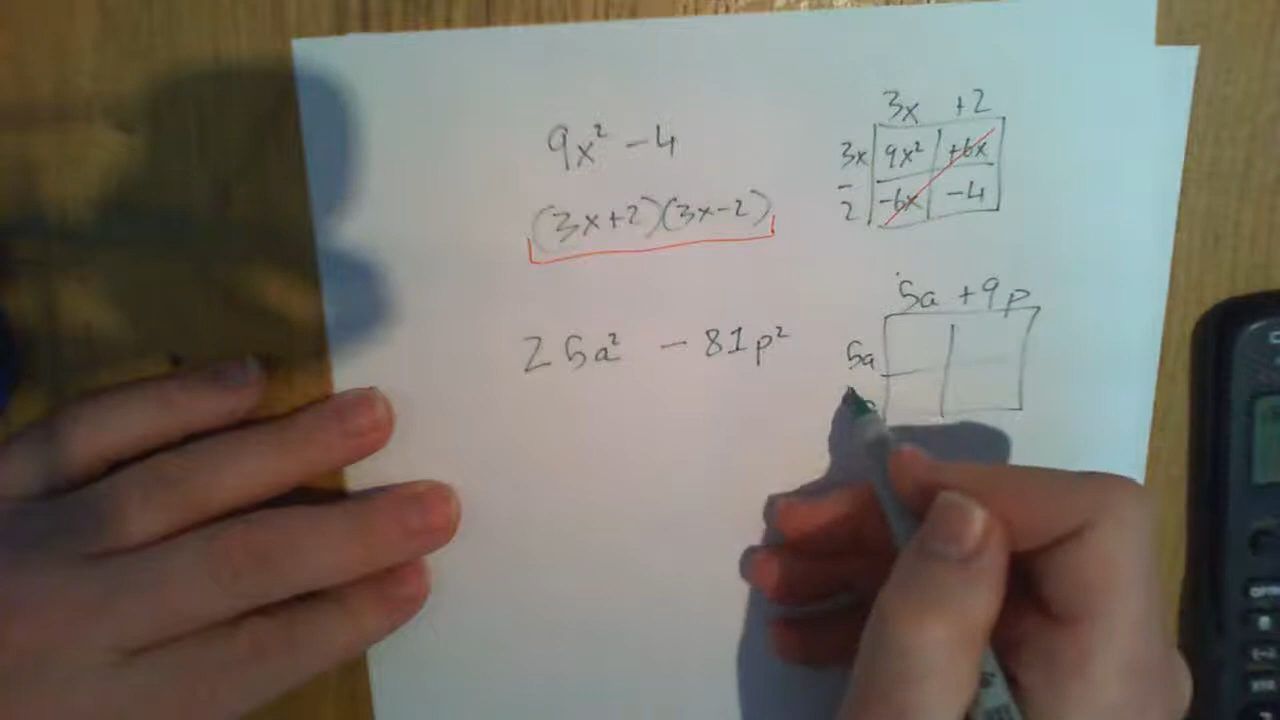 9x² - 4
(3x+2)(3x-2)
3x +2
3x 9x² +6x
-2 -6x -4
25a² - 81p²
5a +9p
5a